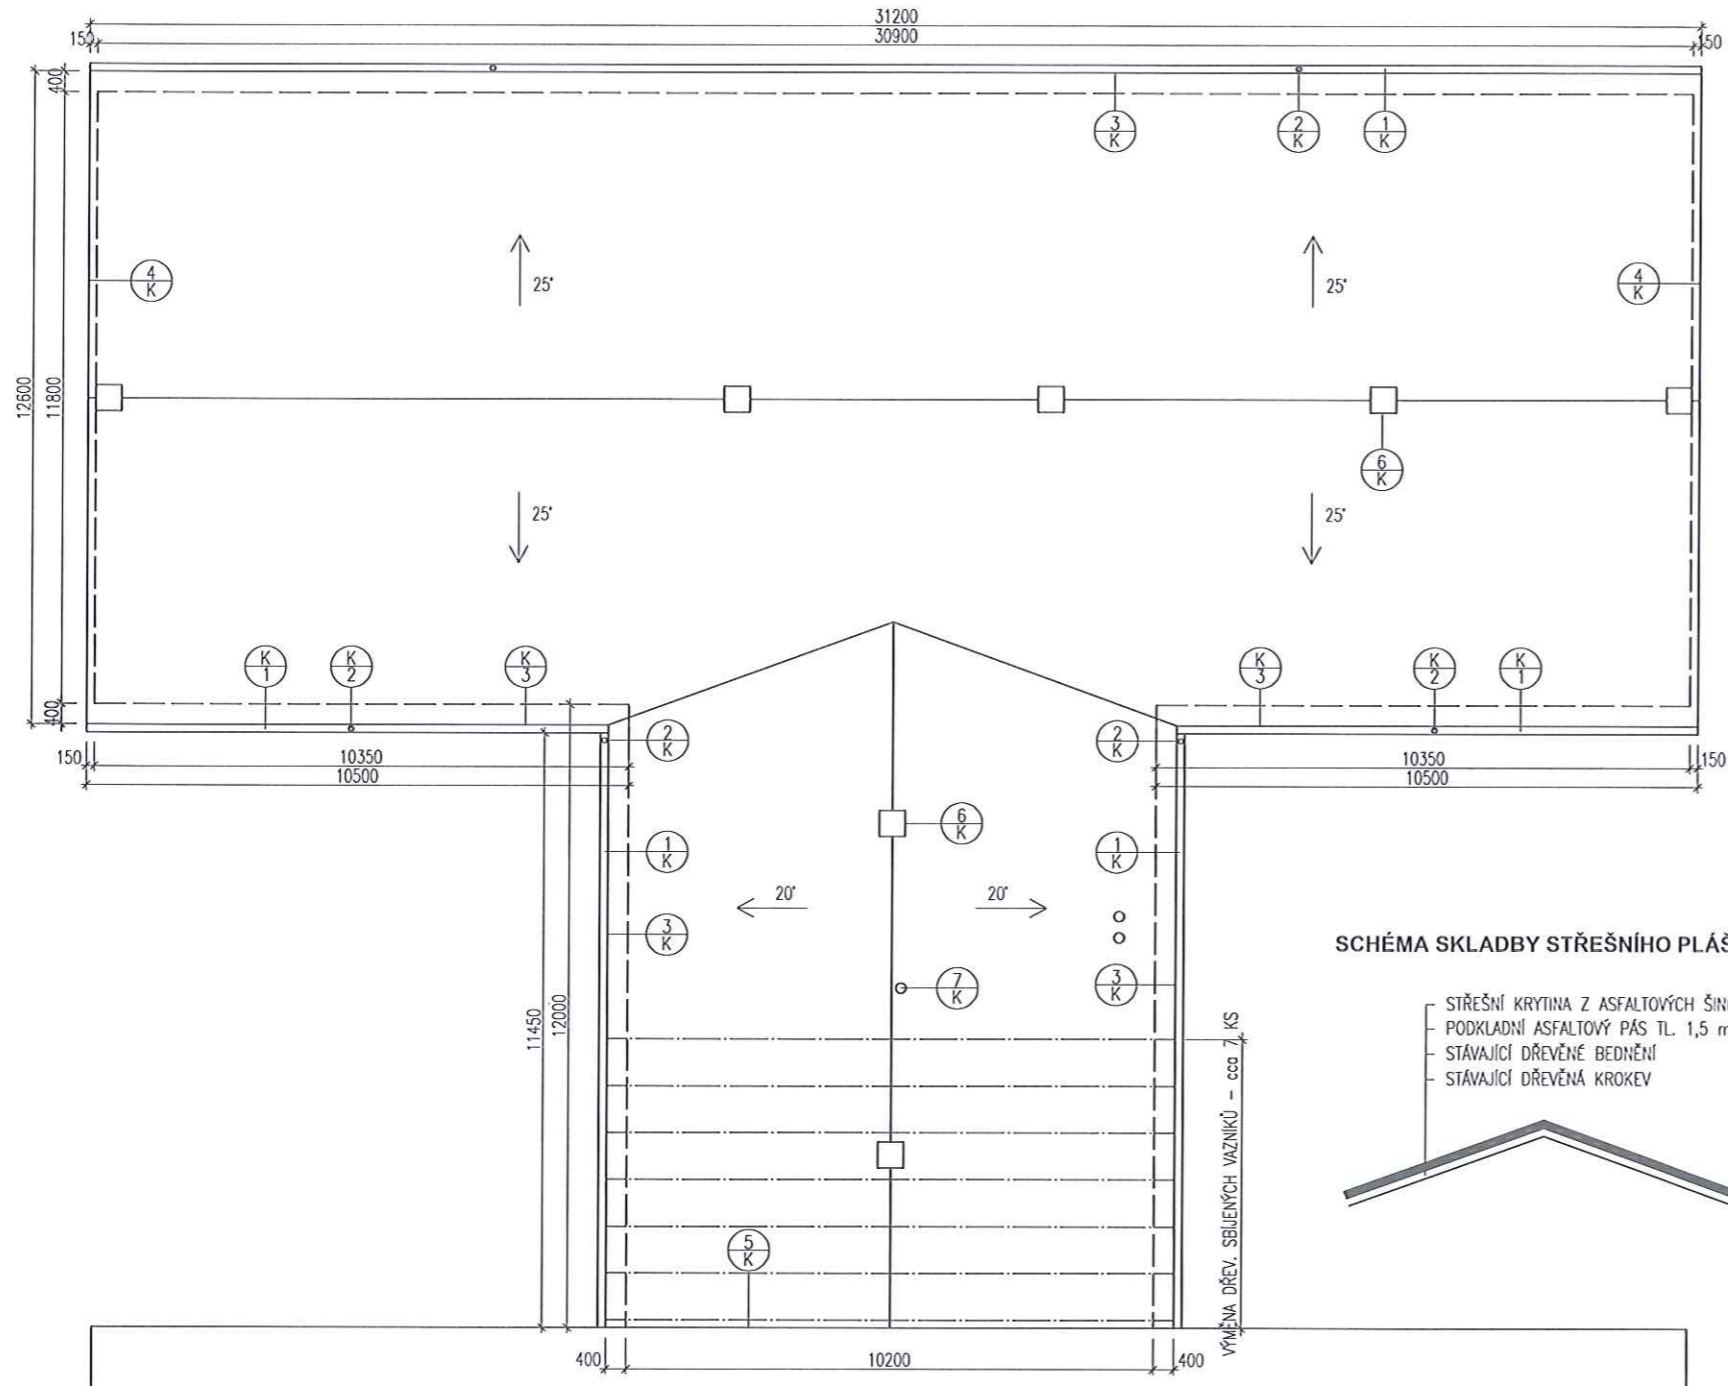 31200
150 30900 150
400
3 K
2 K
1 K
4 K
25°
25°
4 K
12600
11800
6 K
25°
25°
K 1
K 2
K 3
K 3
K 2
K 1
400
2 K
2 K
150 10350
10500
10350 150
10500
6 K
1 K
1 K
20°
20°
3 K
3 K
7 K
11450
12000
SCHÉMA SKLADBY STŘEŠNÍHO
STŘEŠNÍ KRYTINA Z ASFALTOVÝCH
PODKLADNÍ ASFALTOVÝ PÁS TL. 1,5
STÁVAJÍCÍ DŘEVĚNÉ BEDNĚNÍ
STÁVAJÍCÍ DŘEVĚNÁ KROKEV
VÝMĚNA DŘEV. SBÍJENÝCH VAZNÍKŮ - cca 7 KS
5 K
400 10200 400